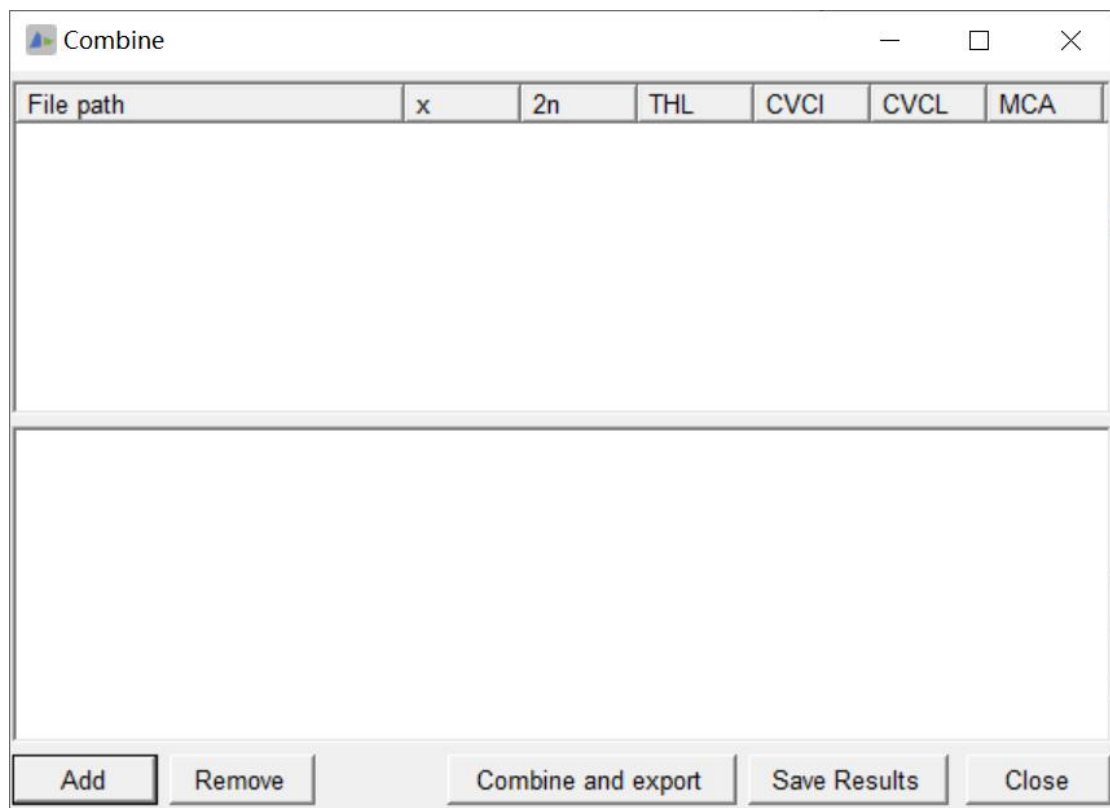 Combine
File path x 2n THL CVCI CVCL MCA
Add Remove Combine and export Save Results Close